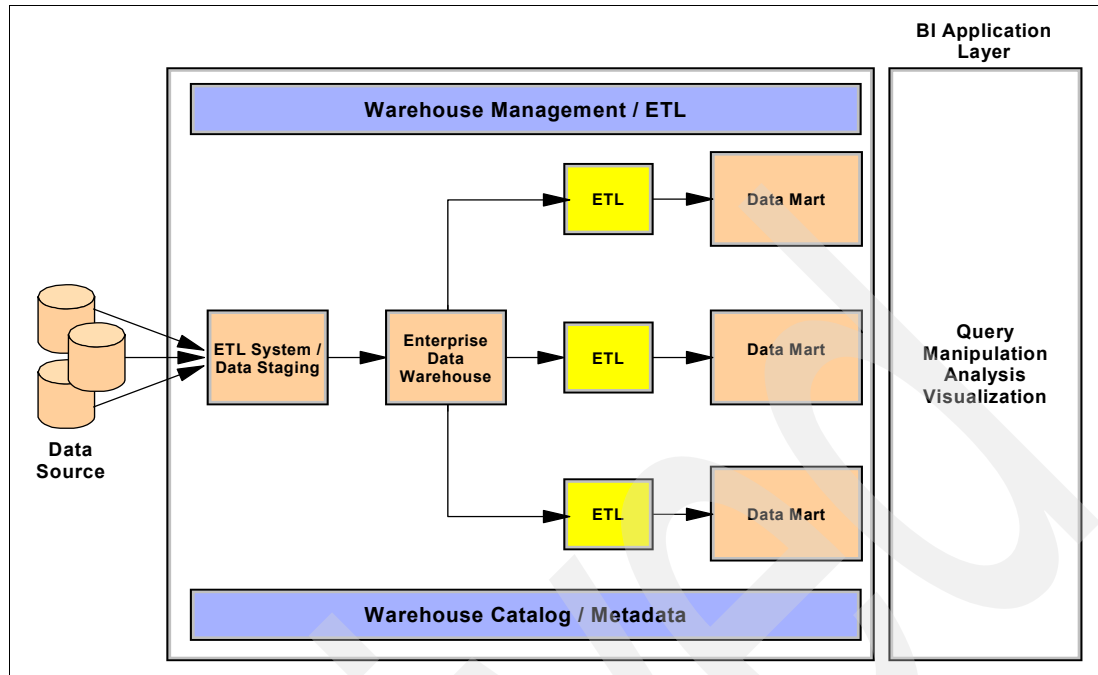 BI Application
Layer
Warehouse Management / ETL
ETL
Data Mart
ETL System /
Data Staging
Enterprise
Data
Warehouse
ETL
Data Mart
Query
Manipulation
Analysis
Visualization
Data
Source
ETL
Data Mart
Warehouse Catalog / Metadata